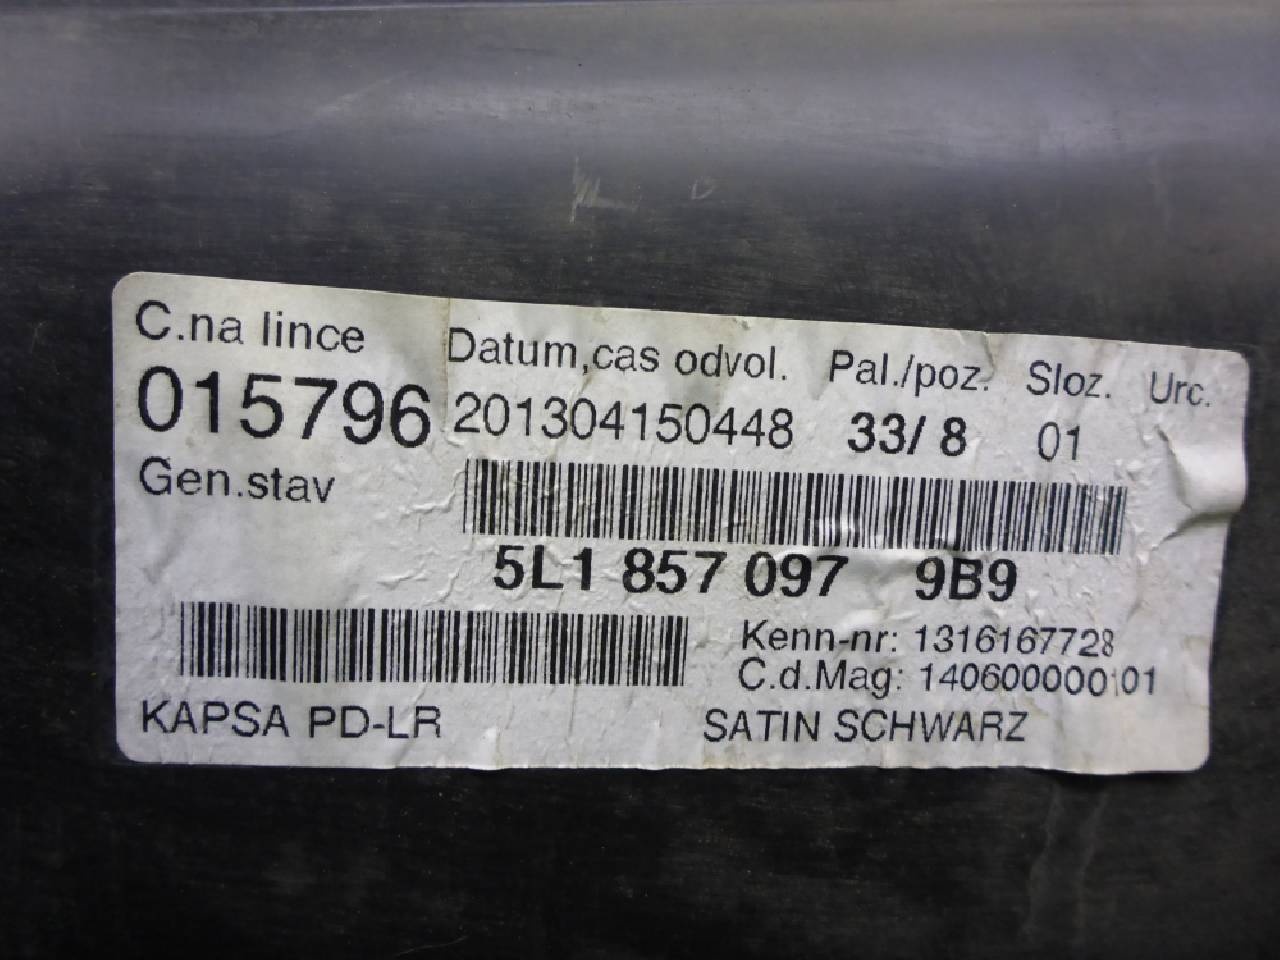 C.na lince Datum,cas odvol. Pal./poz. Sloz. Urc.
015796 201304150448 33/ 8 01
Gen.stav
5L1 857 097 9B9
Kenn-nr: 1316167728
C.d.Mag: 140600000101
KAPSA PD-LR SATIN SCHWARZ